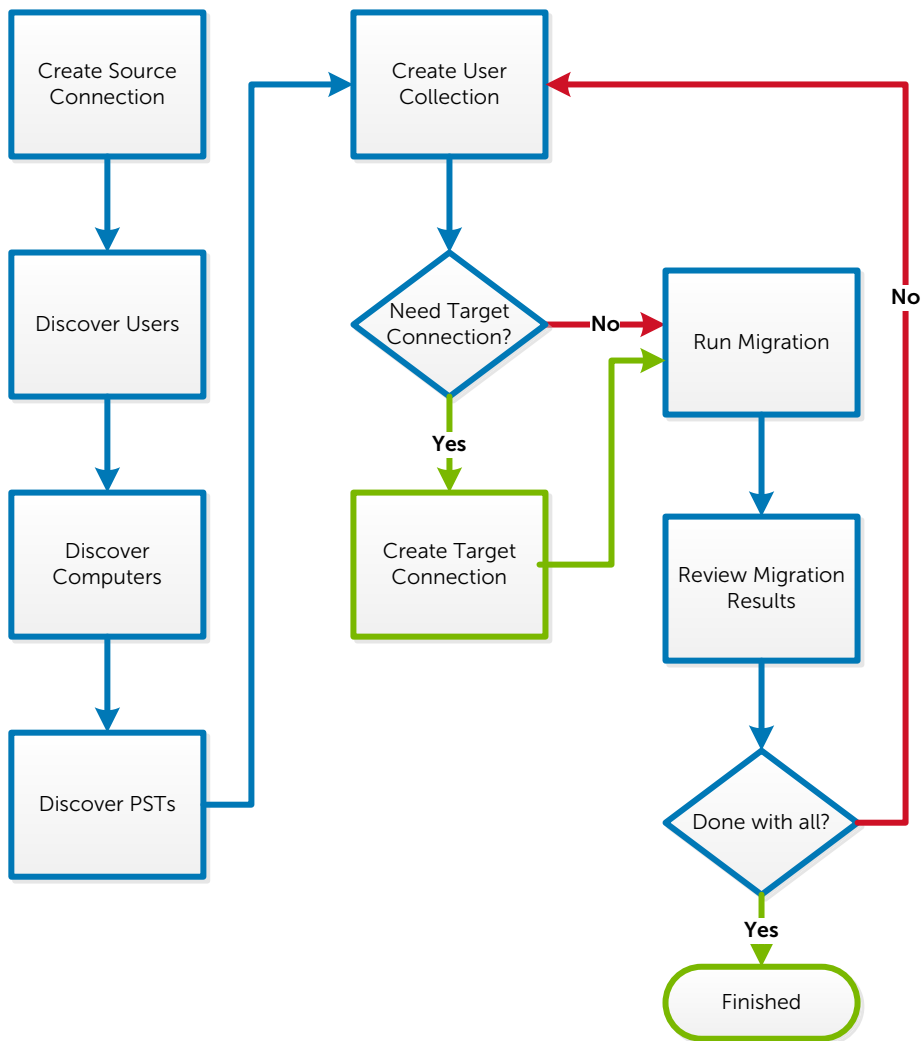 Create Source
Connection
Discover Users
Discover
Computers
Discover PSTs
Create User
Collection
Need Target
Connection?
No
Yes
Create Target
Connection
Run Migration
Review Migration
Results
Done with all?
No
Yes
Finished